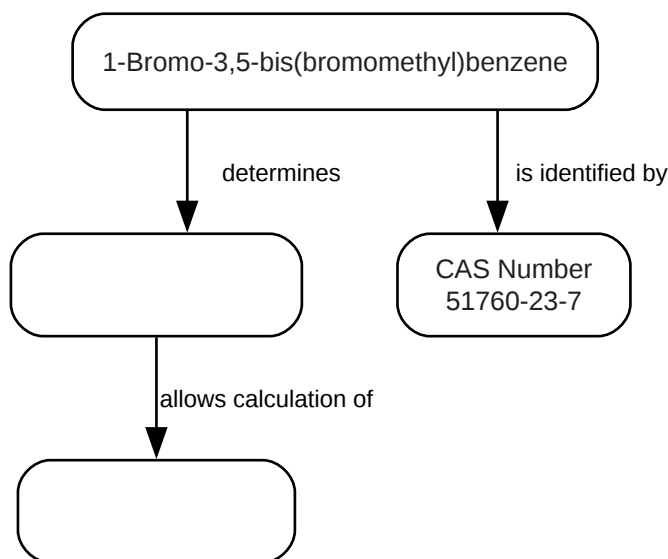 1-Bromo-3,5-bis(bromomethyl)benzene
determines
is identified by
CAS Number
51760-23-7
allows calculation of